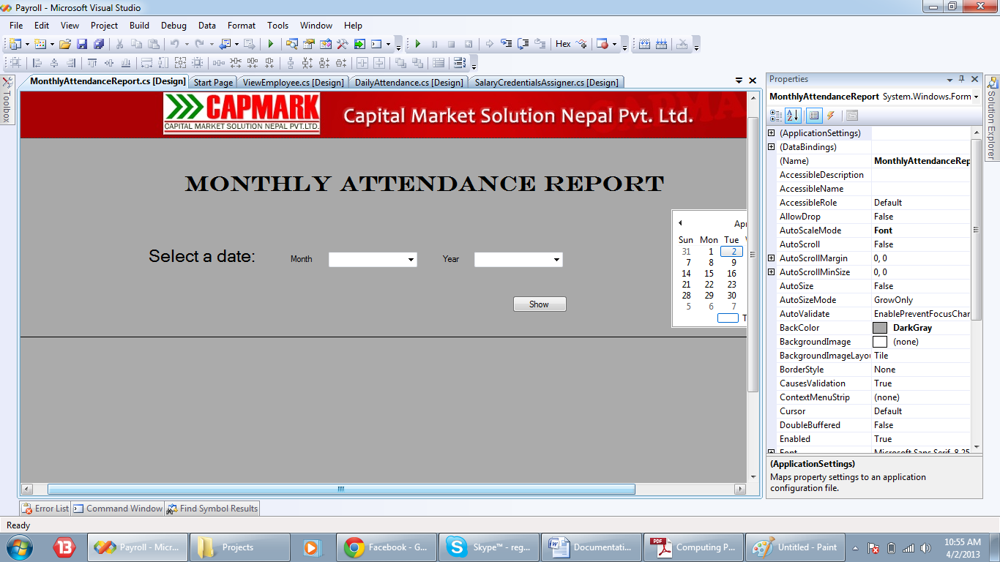 Payroll - Microsoft Visual Studio
File Edit View Project Build Debug Data Format Tools Window Help
Hex
MonthlyAttendanceReport.cs [Design] Start Page ViewEmployee.cs [Design] DailyAttendance.cs [Design] SalaryCredentialsAssigner.cs [Design]
Toolbox
CAPMARK
CAPITAL MARKET SOLUTION NEPAL PVT.LTD.
Capital Market Solution Nepal Pvt. Ltd.
MONTHLY ATTENDANCE REPORT
Select a date: Month Year
Show
Apr
Sun Mon Tue
31 1 2
7 8 9
14 15 16
21 22 23
28 29 30
5 6 7
T
Properties
MonthlyAttendanceReport System.Windows.Form
(ApplicationSettings)
(DataBindings)
(Name) MonthlyAttendanceRep
AccessibleDescription
AccessibleName
AccessibleRole Default
AllowDrop False
AutoScaleMode Font
AutoScroll False
AutoScrollMargin 0, 0
AutoScrollMinSize 0, 0
AutoSize False
AutoSizeMode GrowOnly
AutoValidate EnablePreventFocusChar
BackColor DarkGray
BackgroundImage (none)
BackgroundImageLayou Tile
BorderStyle None
CausesValidation True
ContextMenuStrip (none)
Cursor Default
DoubleBuffered False
Enabled True
Font Microsoft Sans Serif, 8.25
(ApplicationSettings)
Maps property settings to an application
configuration file.
Solution Explorer
Error List Command Window Find Symbol Results
Ready
13 Payroll - Micr... Projects Facebook - G... Skype™ - reg... Documentati... Computing P... Untitled - Paint
10:55 AM
4/2/2013